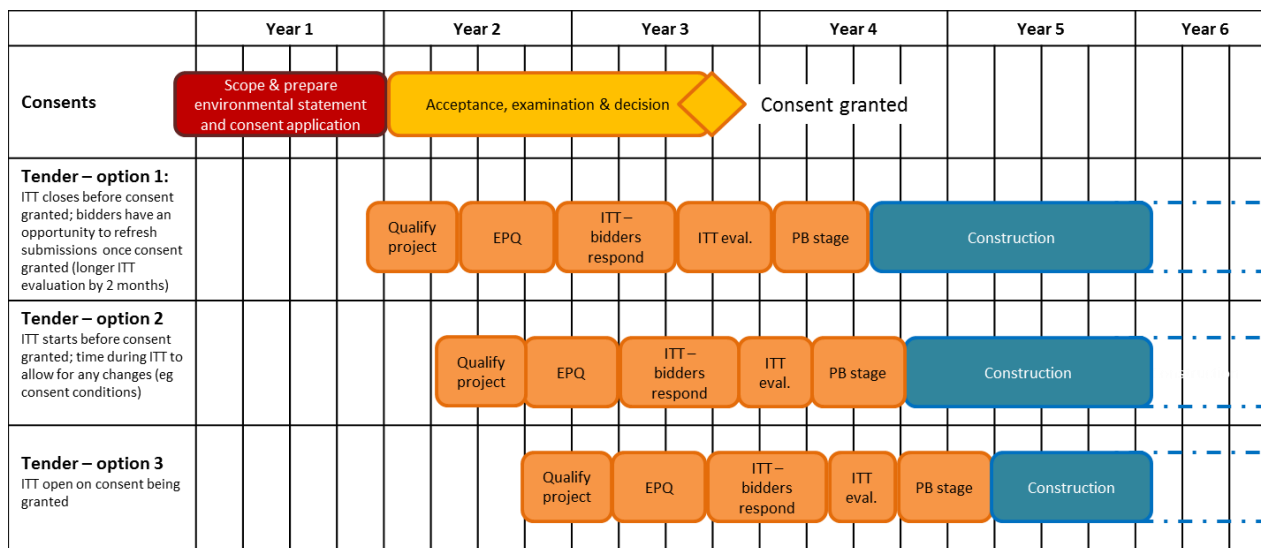 Year 1 Year 2 Year 3 Year 4 Year 5 Year 6
Consents
Scope & prepare
environmental statement
and consent application
Acceptance, examination & decision
Consent granted
Tender – option 1:
ITT closes before consent
granted; bidders have an
opportunity to refresh
submissions once consent
granted (longer ITT
evaluation by 2 months)
Qualify
project
EPQ
ITT –
bidders
respond
ITT eval.
PB stage
Construction
Tender – option 2
ITT starts before consent
granted; time during ITT to
allow for any changes (eg
consent conditions)
Qualify
project
EPQ
ITT –
bidders
respond
ITT
eval.
PB stage
Construction
Tender – option 3
ITT open on consent being
granted
Qualify
project
EPQ
ITT –
bidders
respond
ITT
eval.
PB stage
Construction